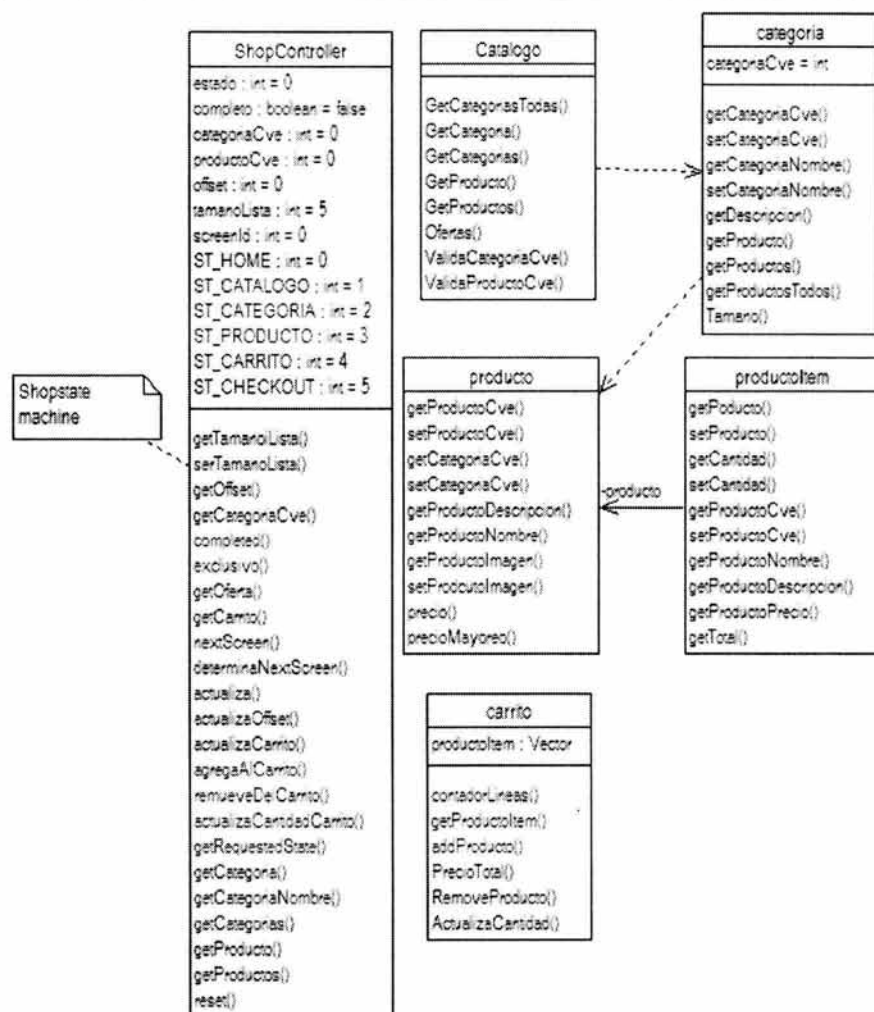 ShopController
estado : int = 0
completo : boolean = false
categoriaCve : int = 0
productoCve : int = 0
offset : int = 0
tamanoLista : int = 5
screenId : int = 0
ST_HOME : int = 0
ST_CATALOGO : int = 1
ST_CATEGORIA : int = 2
ST_PRODUCTO : int = 3
ST_CARRITO : int = 4
ST_CHECKOUT : int = 5
getTamanoiLista()
serTamanoLista()
getOffset()
getCategoriaCve()
completed()
exclusivo()
getOferta()
getCarrito()
nextScreen()
determinaNextScreen()
actualiza()
actualizaOffset()
actualizaCarrito()
agregaAlCarrito()
remueveDelCarrito()
actualizaCantidadCarrito()
getRequestedState()
getCategoria()
getCategoriaNombre()
getCategorias()
getProducto()
getProductos()
reset()
Shopstate
machine
Catalogo
GetCategoriasTodas()
GetCategoria()
GetCategorias()
GetProducto()
GetProductos()
Ofertas()
ValidaCategoriaCve()
ValidaProductoCve()
categoria
categoriaCve = int
getCategoriaCve()
setCategoriaCve()
getCategoriaNombre()
setCategoriaNombre()
getDescripcion()
getProducto()
getProductos()
getProductosTodos()
Tamano()
producto
getProductoCve()
setProductoCve()
getCategoriaCve()
setCategoriaCve()
getProductoDescripcion()
getProductoNombre()
getProductoImagen()
setProdcutoImagen()
precio()
precioMayoreo()
-producto
productoItem
getPoducto()
setProducto()
getCantidad()
setCantidad()
getProductoCve()
setProductoCve()
getProductoNombre()
getProductoDescripcion()
getProductoPrecio()
getTotal()
carrito
productoItem : Vector
contadorLineas()
getProductoItem()
addProducto()
PrecioTotal()
RemoveProducto()
ActualizaCantidad()